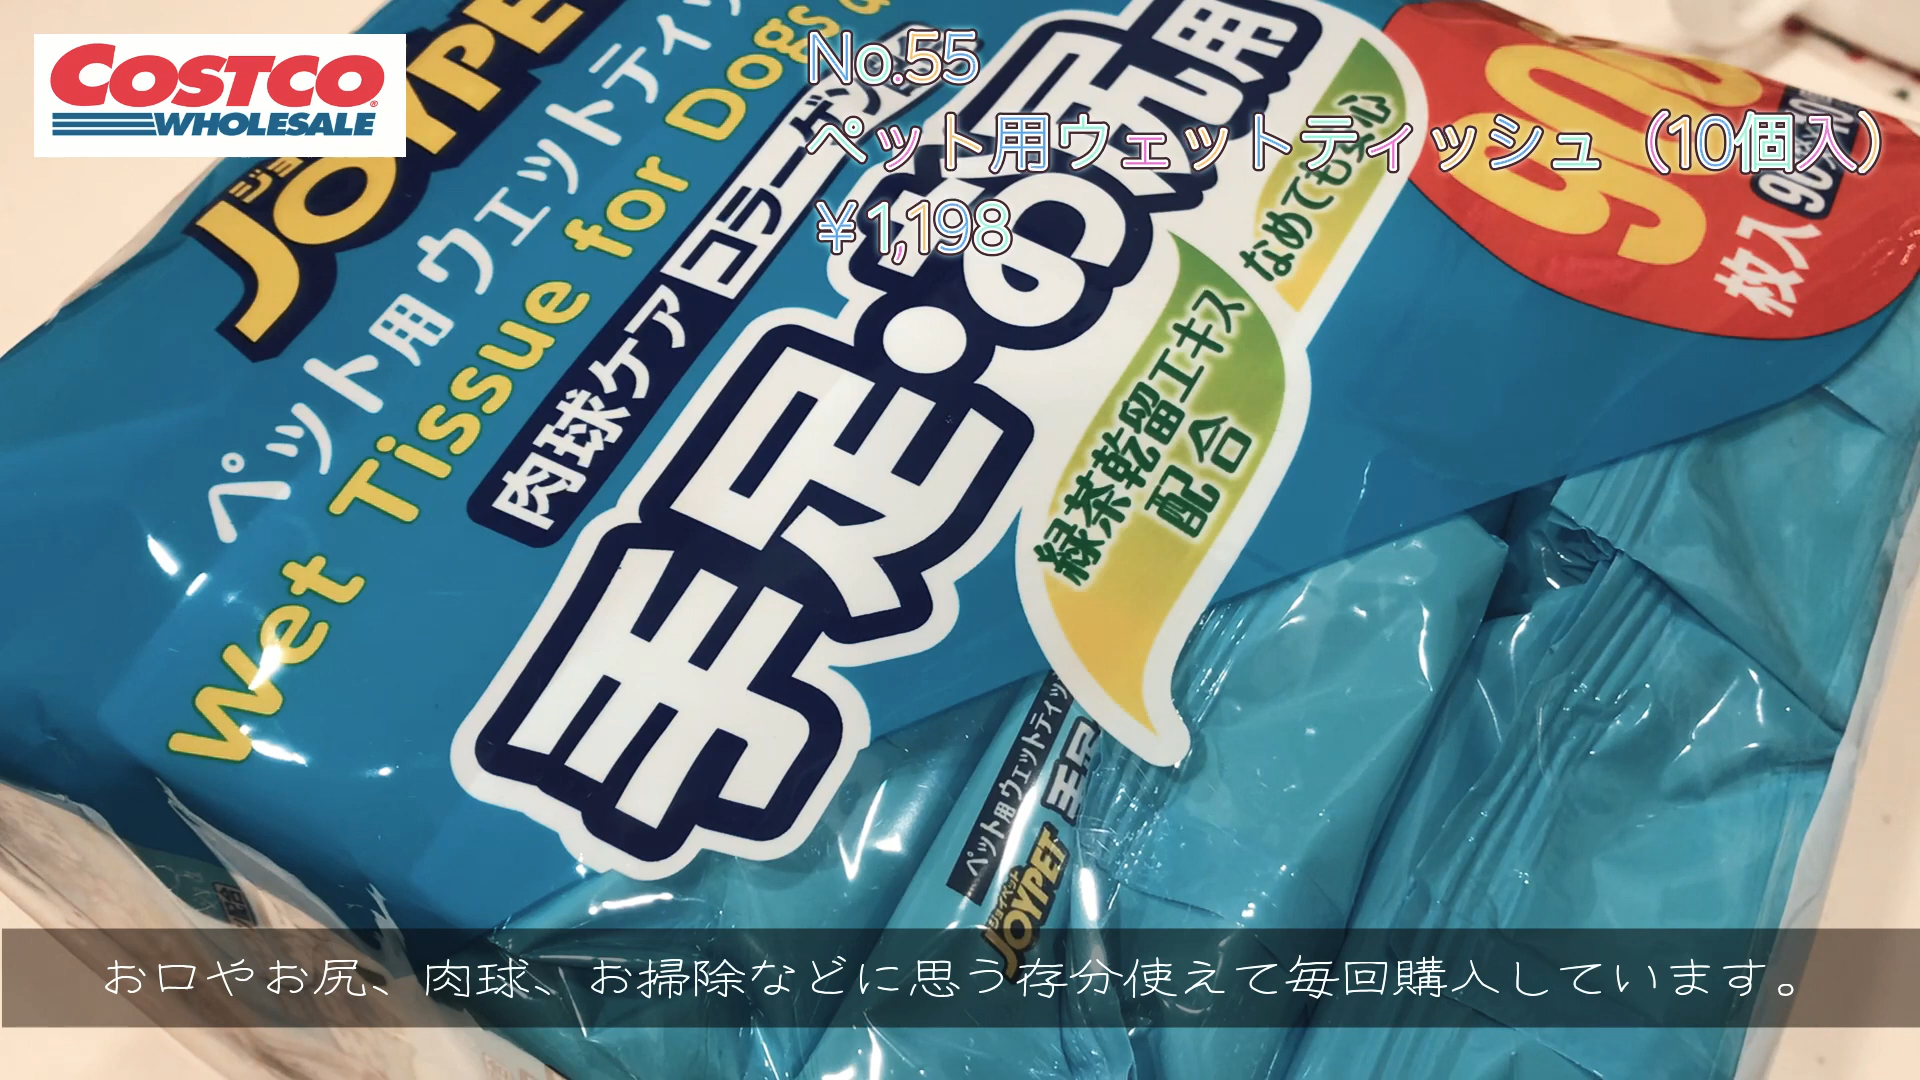 COSTCO
WHOLESALE
No.55
ペット用ウェットティッシュ（10個入）
￥1,198
JOYPET
ペット用ウェットティッ
Wet Tissue for Dogs
肉球ケア コラーゲン
手足・お尻用
なめても安心
緑茶乾留エキス
配合
90
枚入
ペット用ウェットティッ
ジョイペット
JOYPET
手足
お口やお尻、肉球、お掃除などに思う存分使えて毎回購入しています。